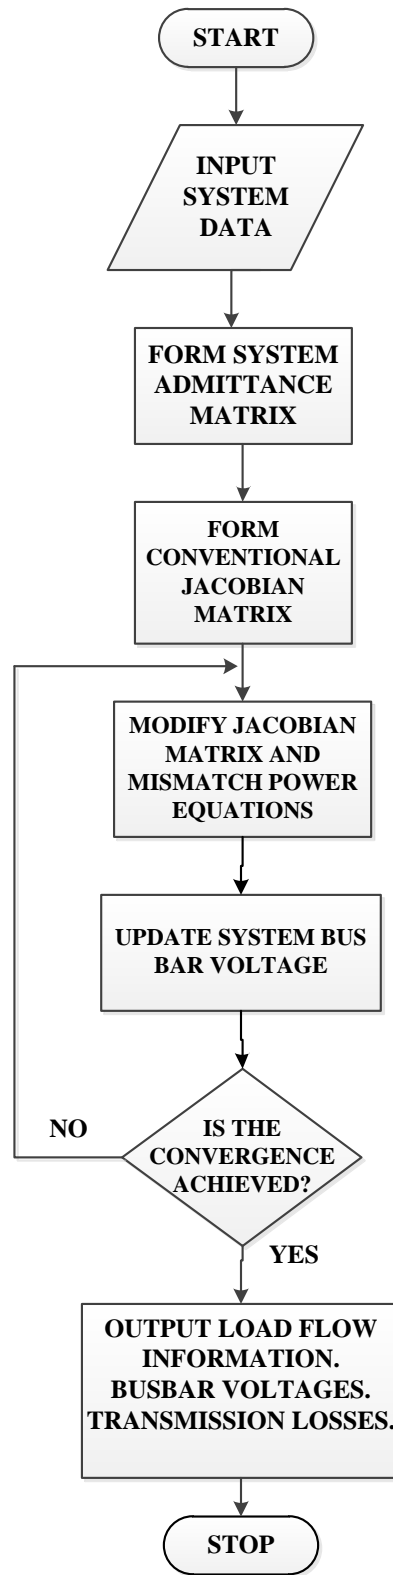 START
INPUT
SYSTEM
DATA
FORM SYSTEM
ADMITTANCE
MATRIX
FORM
CONVENTIONAL
JACOBIAN
MATRIX
MODIFY JACOBIAN
MATRIX AND
MISMATCH POWER
EQUATIONS
UPDATE SYSTEM BUS
BAR VOLTAGE
NO
IS THE
CONVERGENCE
ACHIEVED?
YES
OUTPUT LOAD FLOW
INFORMATION.
BUSBAR VOLTAGES.
TRANSMISSION LOSSES.
STOP